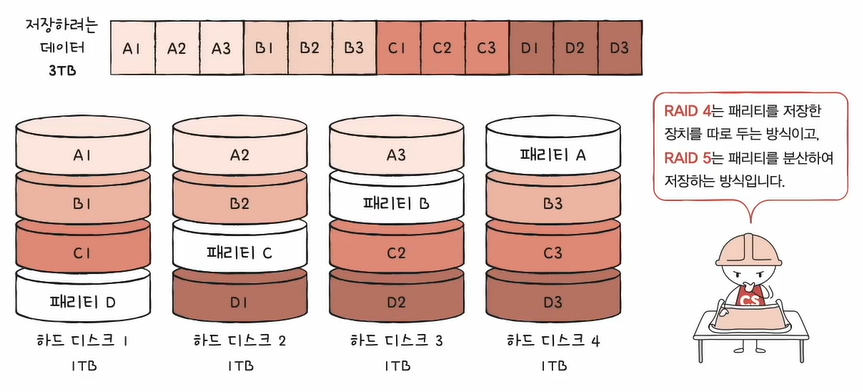 저장하려는
데이터
3TB
A1 A2 A3 B1 B2 B3 C1 C2 C3 D1 D2 D3
RAID 4는 패리티를 저장한
장치를 따로 두는 방식이고,
RAID 5는 패리티를 분산하여
저장하는 방식입니다.
A1 A2 A3 패리티 A
B1 B2 패리티 B B3
C1 패리티 C C2 C3
패리티 D D1 D2 D3
하드 디스크 1 하드 디스크 2 하드 디스크 3 하드 디스크 4
1TB 1TB 1TB 1TB
CS